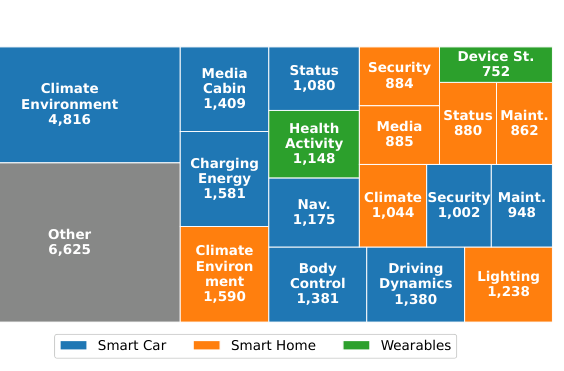 Climate
Environment
4,816
Other
6,625
Media
Cabin
1,409
Charging
Energy
1,581
Climate
Environ
ment
1,590
Status
1,080
Health
Activity
1,148
Nav.
1,175
Body
Control
1,381
Driving
Dynamics
1,380
Lighting
1,238
Security
884
Media
885
Climate
1,044
Security
1,002
Maint.
948
Device St.
752
Status
880
Maint.
862
Smart Car
Smart Home
Wearables